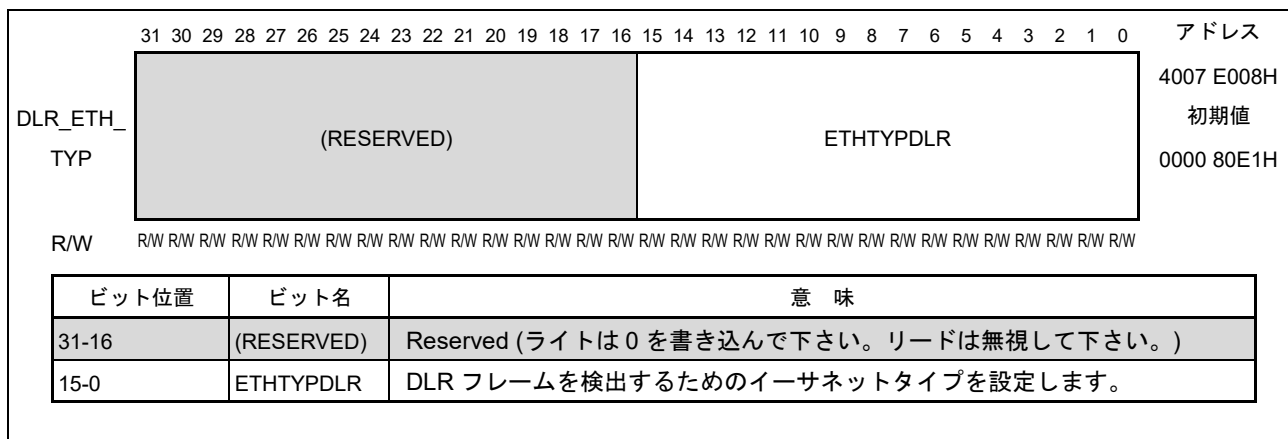 31 30 29 28 27 26 25 24 23 22 21 20 19 18 17 16 15 14 13 12 11 10 9 8 7 6 5 4 3 2 1 0 アドレス
4007 E008H
DLR_ETH_
TYP
(RESERVED)
ETHTYPDLR
初期値
0000 80E1H
R/W R/W R/W R/W R/W R/W R/W R/W R/W R/W R/W R/W R/W R/W R/W R/W R/W R/W R/W R/W R/W R/W R/W R/W R/W R/W R/W R/W R/W R/W R/W R/W R/W
ビット位置 ビット名 意 味
31-16 (RESERVED) Reserved (ライトは 0 を書き込んで下さい。リードは無視して下さい。)
15-0 ETHTYPDLR DLR フレームを検出するためのイーサネットタイプを設定します。